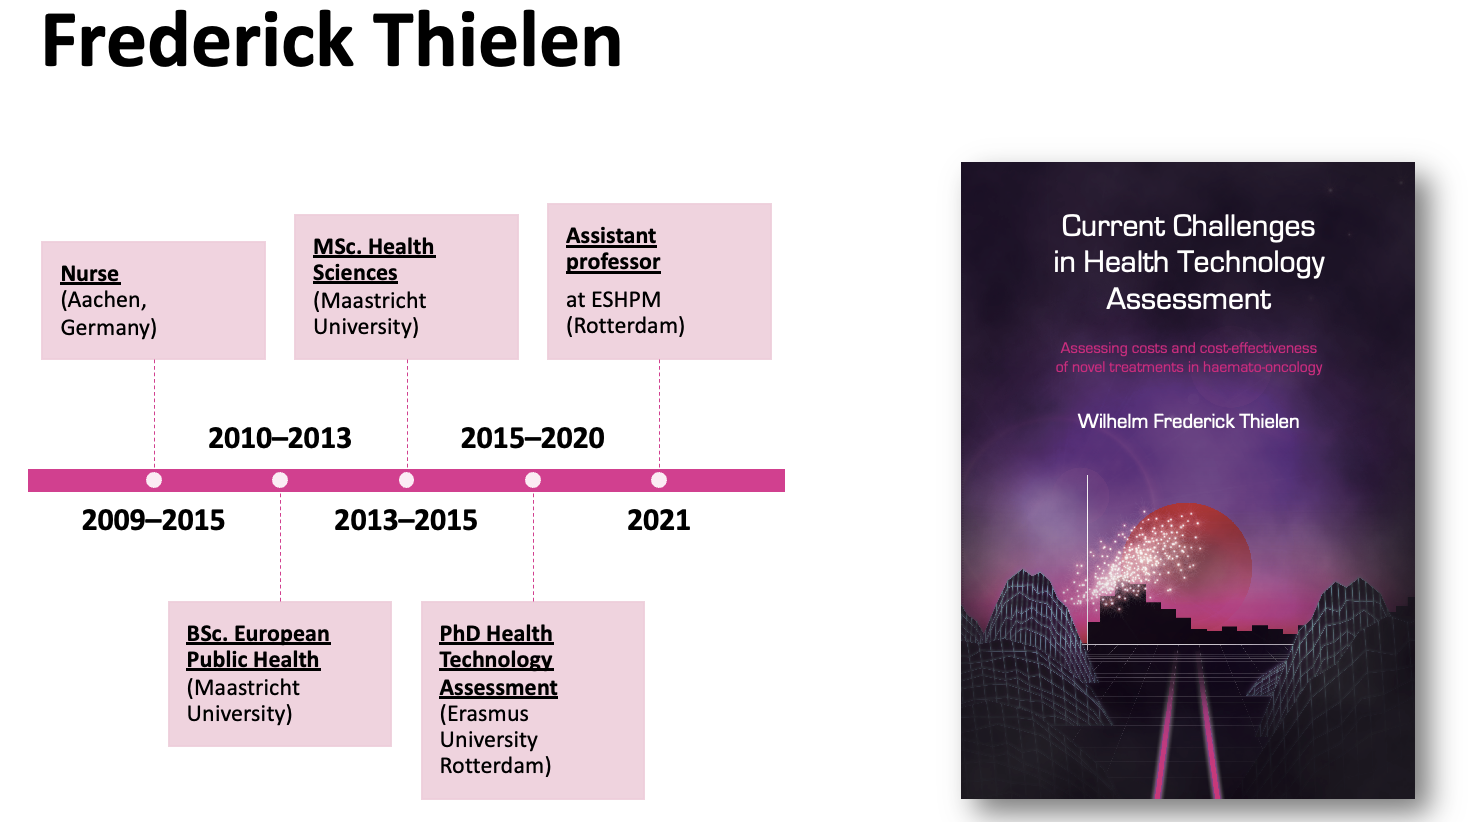 Frederick Thielen
Nurse
(Aachen,
Germany)
MSc. Health
Sciences
(Maastricht
University)
Assistant
professor
at ESHPM
(Rotterdam)
2010–2013
2015–2020
2009–2015
2013–2015
2021
BSc. European
Public Health
(Maastricht
University)
PhD Health
Technology
Assessment
(Erasmus
University
Rotterdam)
Current Challenges
in Health Technology
Assessment
Assessing costs and cost-effectiveness
of novel treatments in haemato-oncology
Wilhelm Frederick Thielen